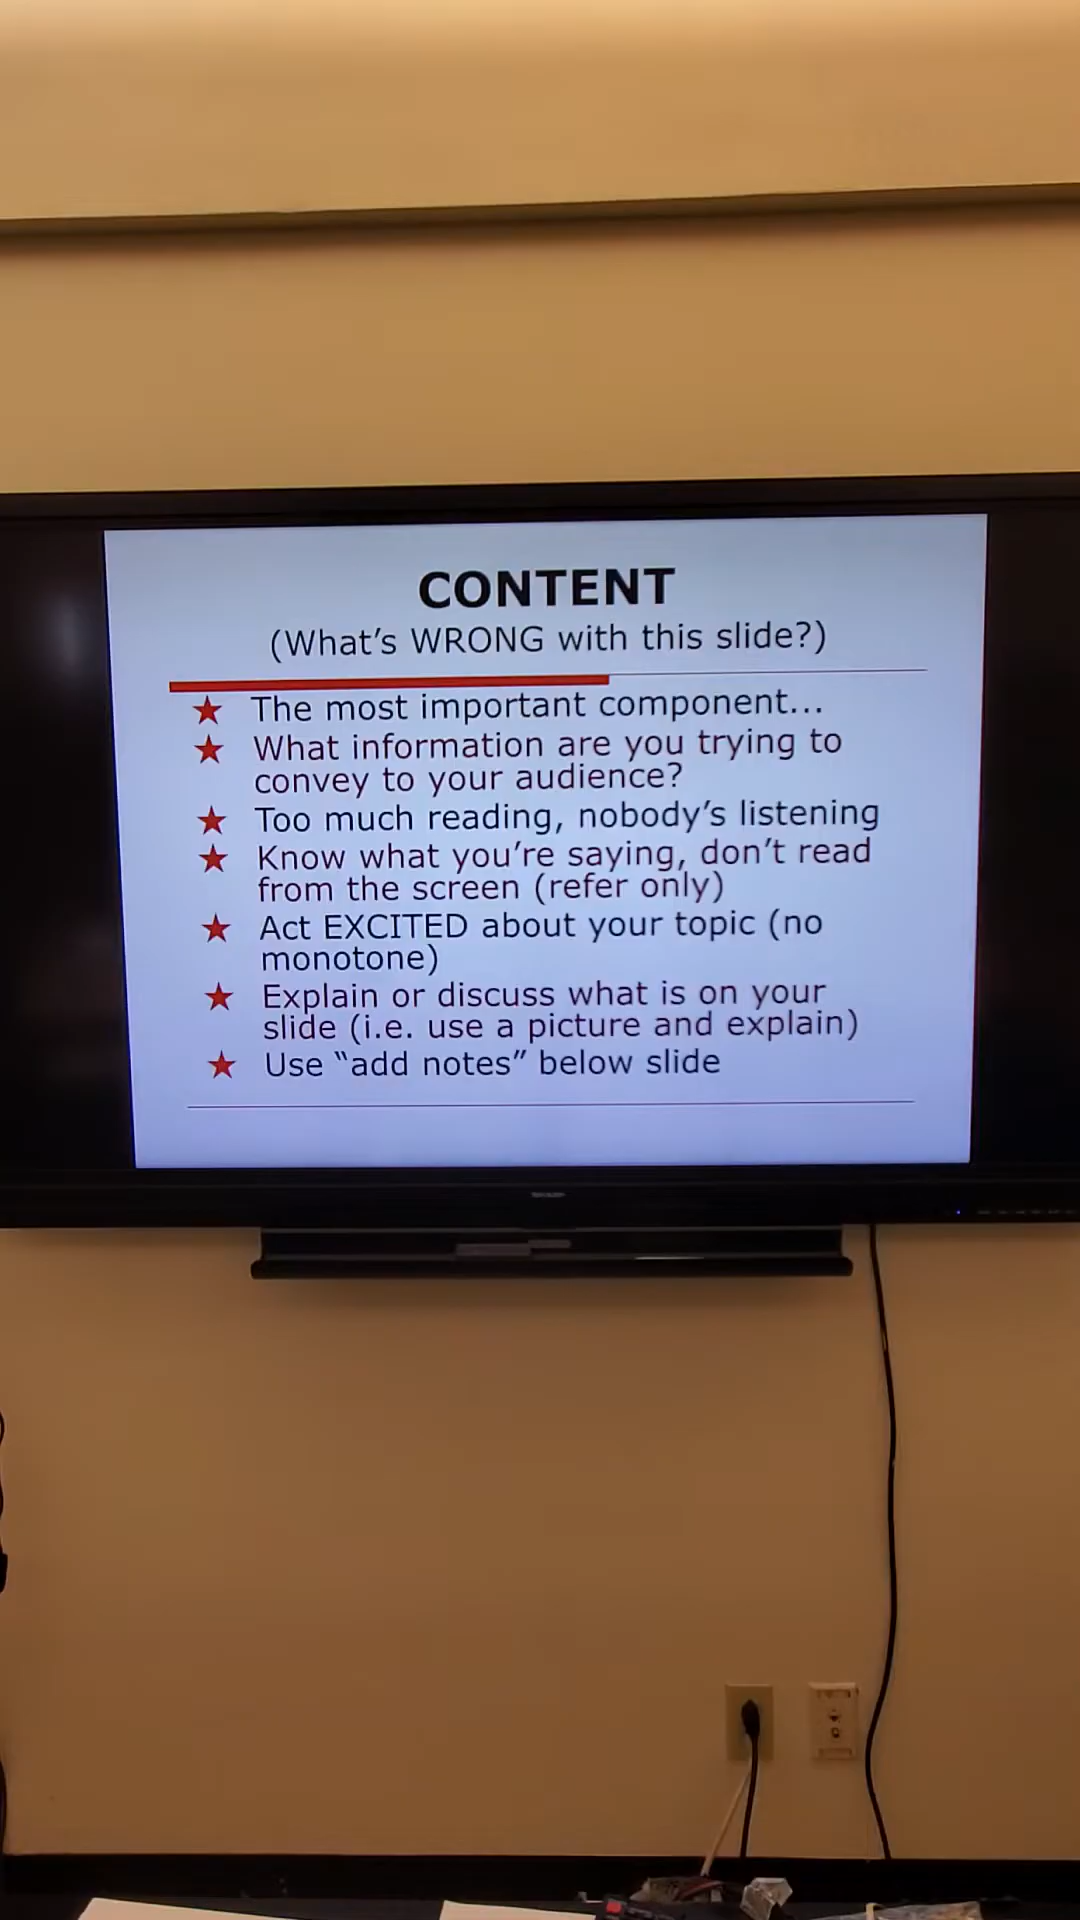 CONTENT
(What's WRONG with this slide?)
★ The most important component...
★ What information are you trying to
convey to your audience?
★ Too much reading, nobody's listening
★ Know what you're saying, don't read
from the screen (refer only)
★ Act EXCITED about your topic (no
monotone)
★ Explain or discuss what is on your
slide (i.e. use a picture and explain)
★ Use “add notes” below slide
SHARP